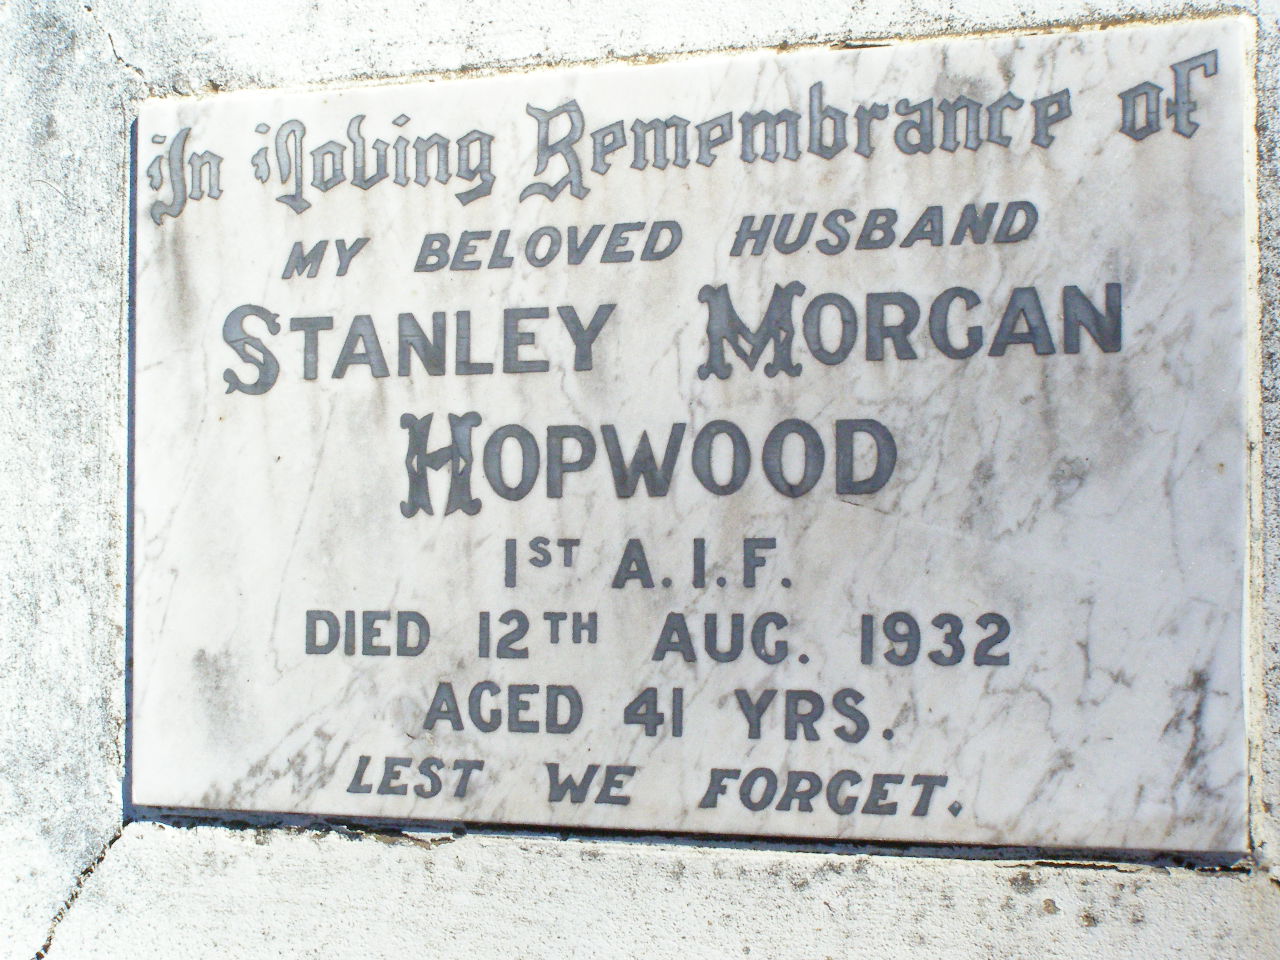 In Loving Remembrance of
MY BELOVED HUSBAND
STANLEY MORGAN
HOPWOOD
1ST A.I.F.
DIED 12TH AUG. 1932
AGED 41 YRS.
LEST WE FORGET.